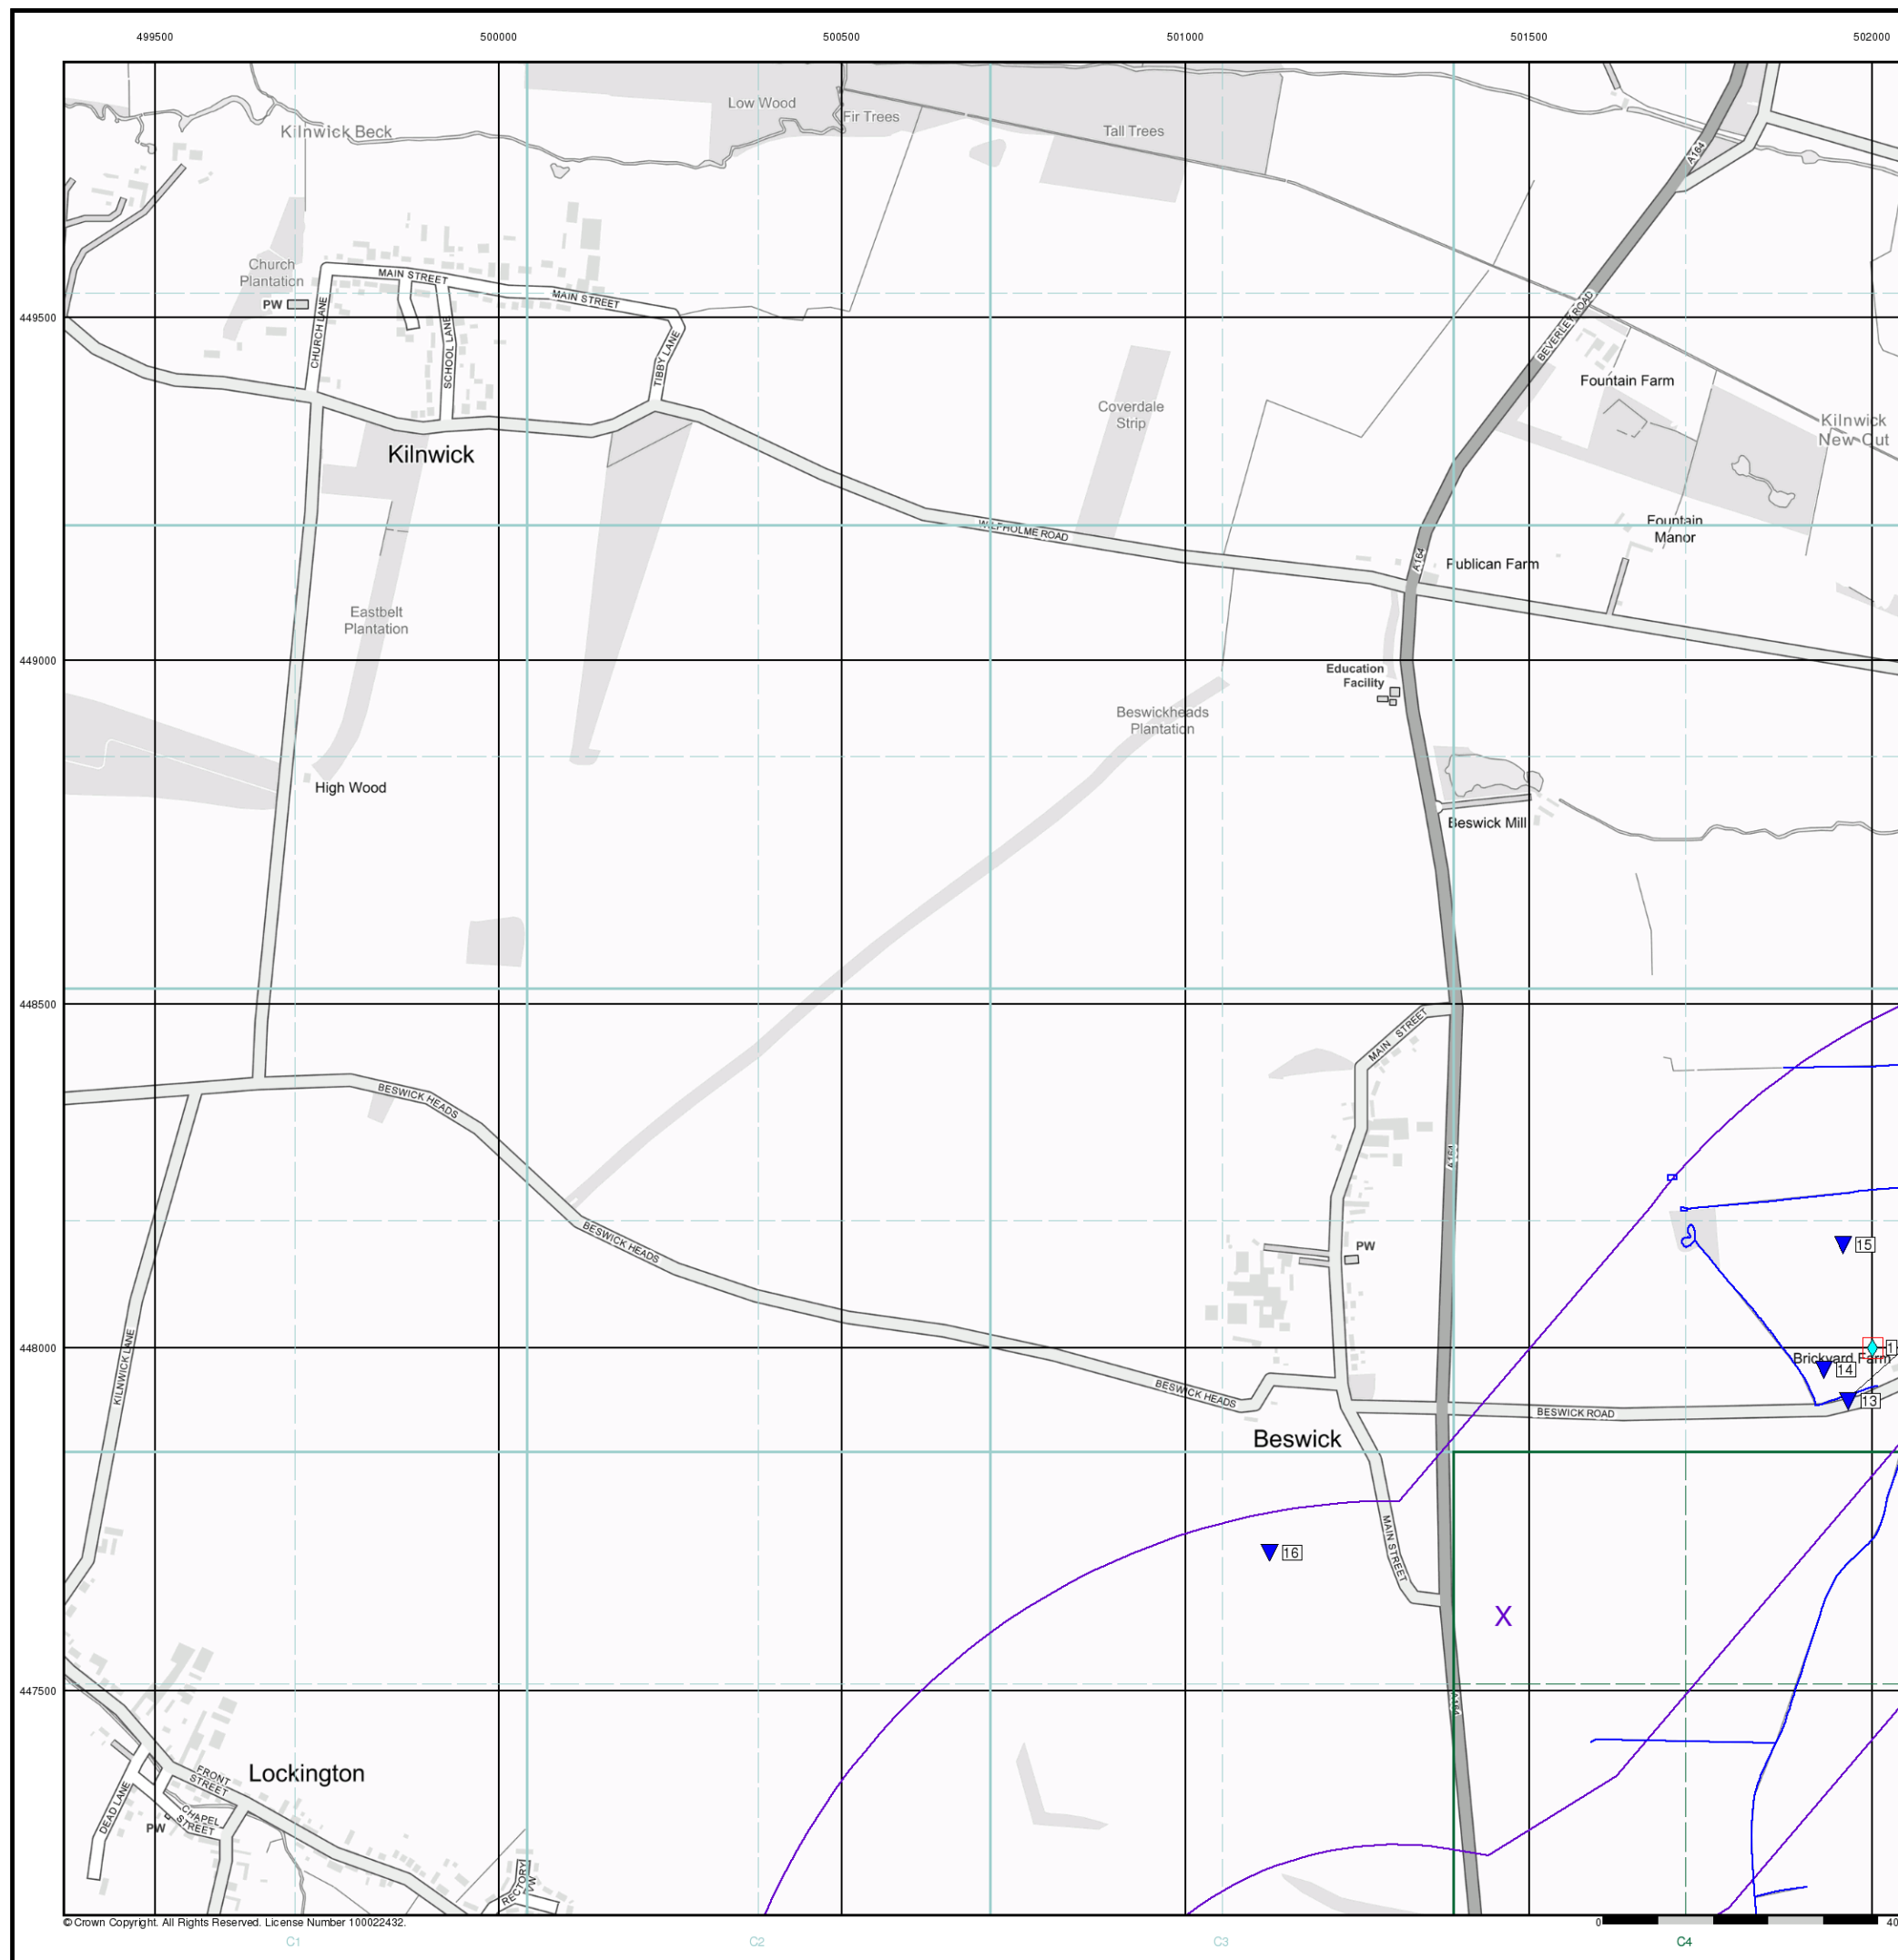 499500 500000 500500 501000 501500 502000
Low Wood
Fir Trees
Kilnwick Beck
Tall Trees
A164
Church
Plantation
MAIN STREET
MAIN STREET
PW
BEVERLEY ROAD
449500
CHURCH LANE
SCHOOL LANE
TIBBY LANE
Fountain Farm
Coverdale
Strip
Kilnwick
New Cut
Kilnwick
WILFHOLME ROAD
Fountain
Manor
A164
Publican Farm
Eastbelt
Plantation
449000
Education
Facility
Beswickheads
Plantation
High Wood
Beswick Mill
448500
MAIN STREET
BESWICK HEADS
A164
BESWICK HEADS
PW
15
448000
KILNWICK LANE
Brickyard Farm
14
BESWICK HEADS
13
BESWICK ROAD
Beswick
MAIN STREET
16
X
447500
A164
Lockington
FRONT
STREET
DEAD LANE
CHAPEL
STREET
PW
RECTORY
VW
© Crown Copyright. All Rights Reserved. License Number 100022432.
0
C1 C2 C3 C4